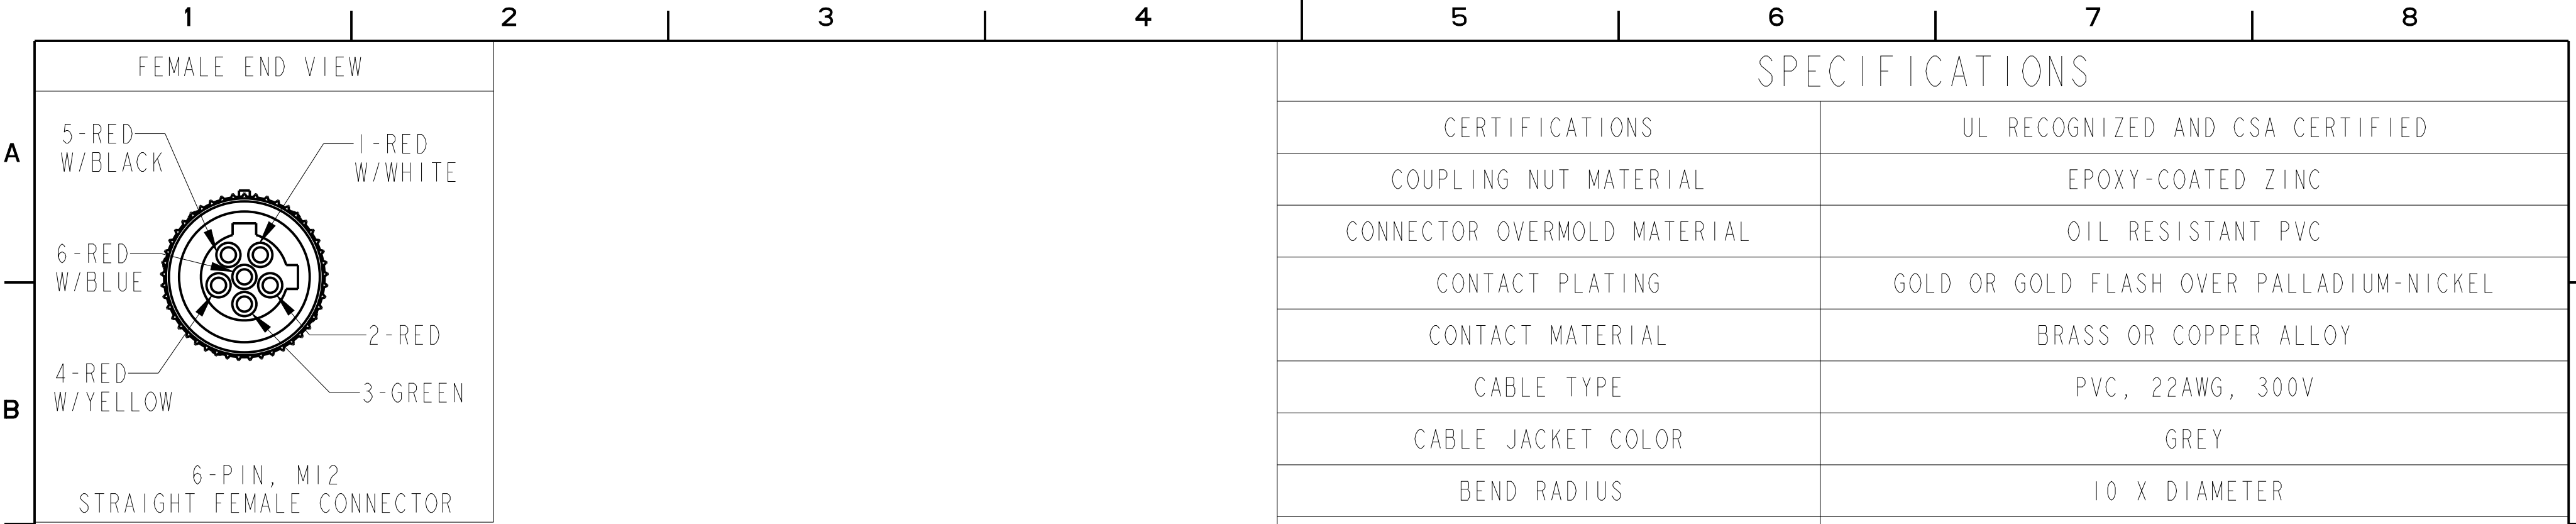 1 2 3 4 5 6 7 8
A
B
FEMALE END VIEW
5-RED
W/BLACK
1-RED
W/WHITE
6-RED
W/BLUE
2-RED
4-RED
W/YELLOW
3-GREEN
6-PIN, M12
STRAIGHT FEMALE CONNECTOR
SPECIFICATIONS
CERTIFICATIONS UL RECOGNIZED AND CSA CERTIFIED
COUPLING NUT MATERIAL EPOXY-COATED ZINC
CONNECTOR OVERMOLD MATERIAL OIL RESISTANT PVC
CONTACT PLATING GOLD OR GOLD FLASH OVER PALLADIUM-NICKEL
CONTACT MATERIAL BRASS OR COPPER ALLOY
CABLE TYPE PVC, 22AWG, 300V
CABLE JACKET COLOR GREY
BEND RADIUS 10 X DIAMETER